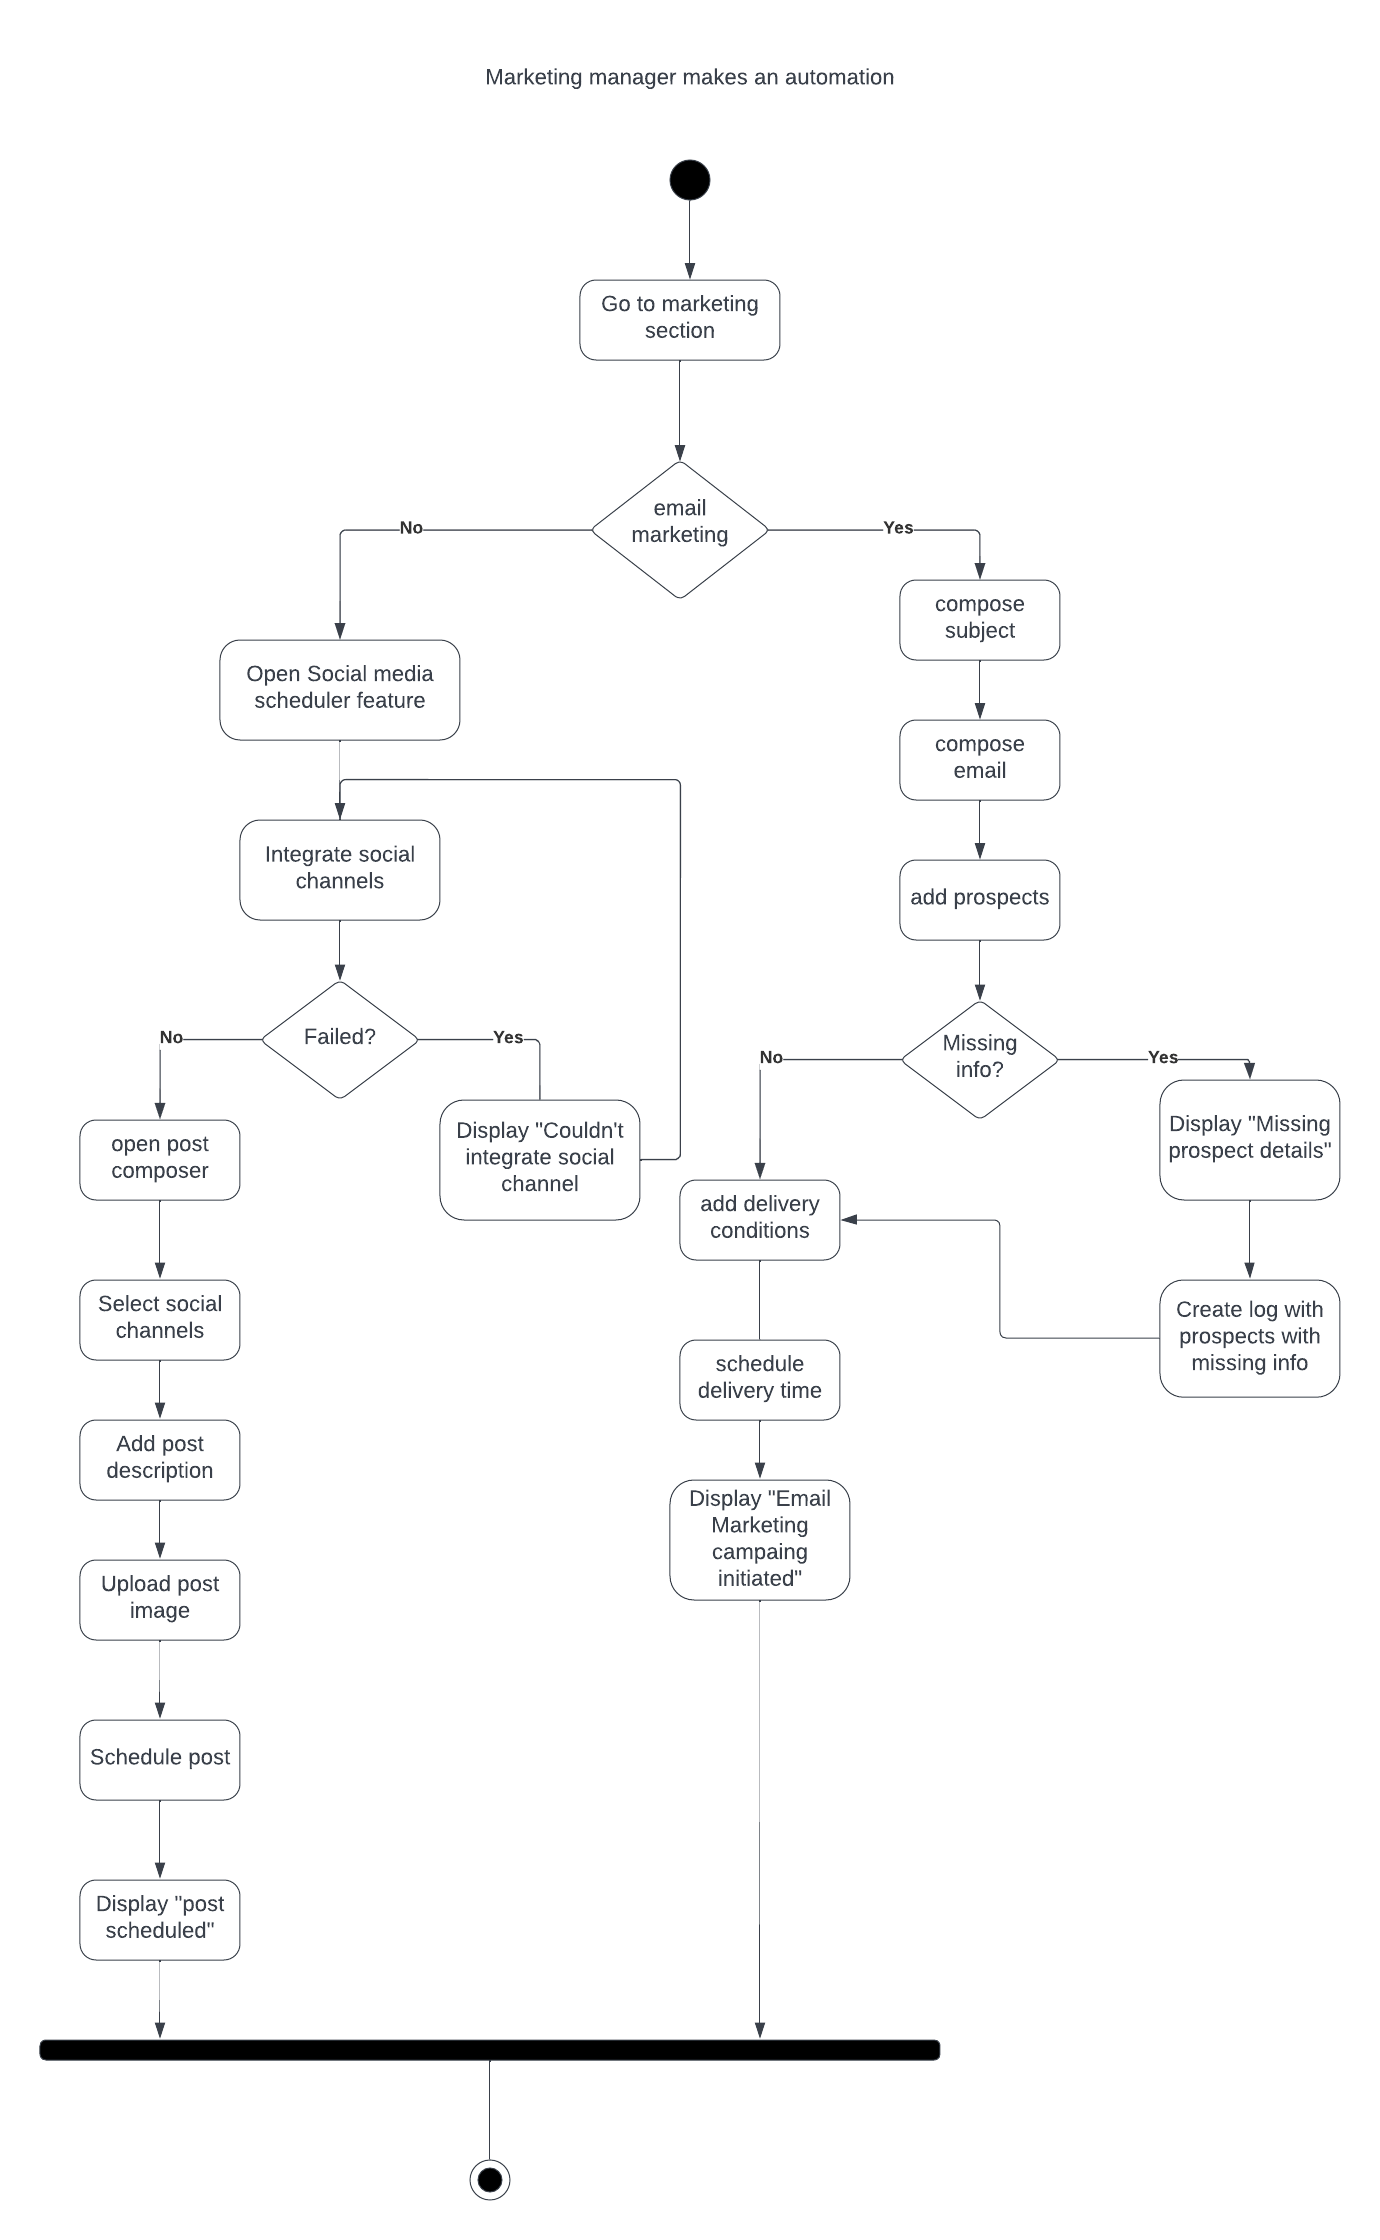 Marketing manager makes an automation
Go to marketing
section
email
marketing
No
Yes
compose
subject
Open Social media
scheduler feature
compose
email
Integrate social
channels
add prospects
Failed?
No
Yes
Missing
info?
No
Yes
open post
composer
Display "Couldn't
integrate social
channel
Display "Missing
prospect details"
add delivery
conditions
Select social
channels
Create log with
prospects with
missing info
schedule
delivery time
Add post
description
Display "Email
Marketing
campaing
initiated"
Upload post
image
Schedule post
Display "post
scheduled"